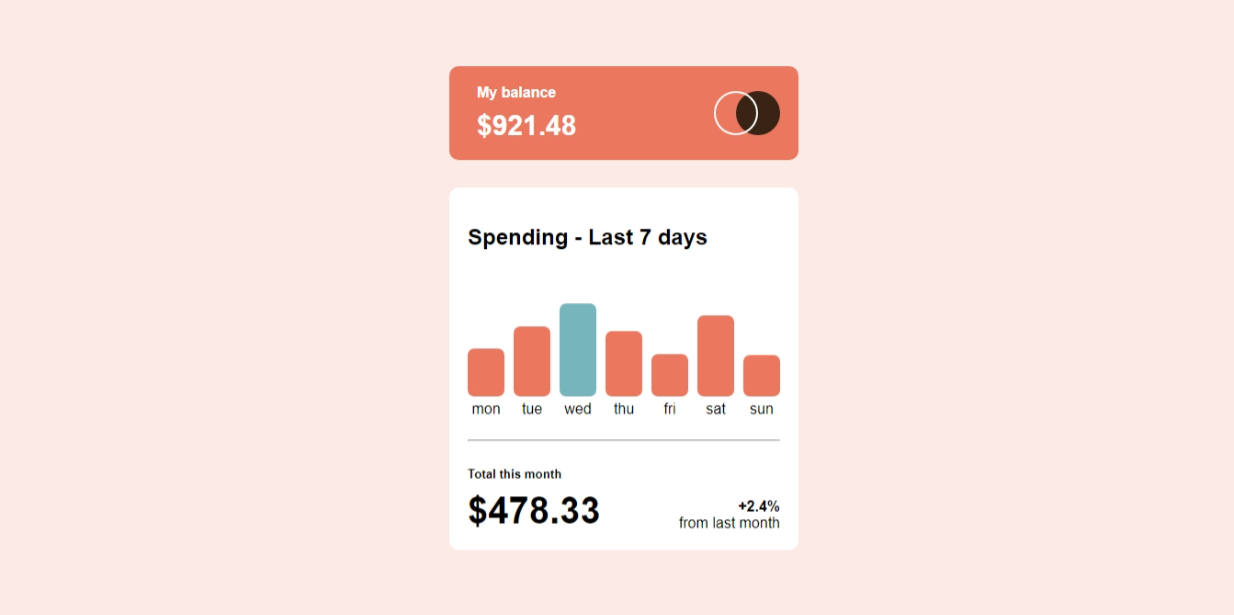 My balance
$921.48
Spending - Last 7 days
mon tue wed thu fri sat sun
Total this month
$478.33
+2.4%
from last month